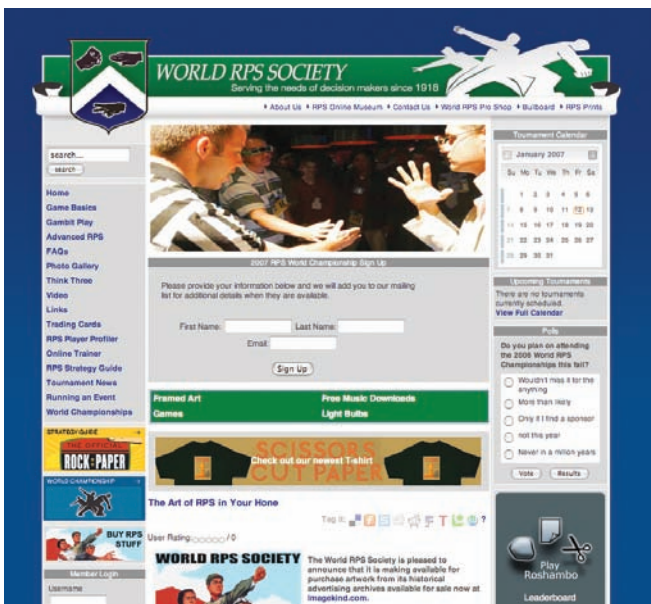 WORLD RPS SOCIETY
Serving the needs of decision makers since 1918
About Us
RPS Online Museum
Contact Us
World RPS Pro Shop
Bullboard
RPS Prints
search...
search
Home
Game Basics
Gambit Play
Advanced RPS
FAQs
Photo Gallery
Think Three
Video
Links
Trading Cards
RPS Player Profiler
Online Trainer
RPS Strategy Guide
Tournament News
Running an Event
World Championships
STRATEGY GUIDE
THE OFFICIAL
ROCK PAPER
WORLD CHAMPIONSHIP
BUY RPS
STUFF
Member Login
Username
2007 RPS World Championship Sign Up
Please provide your information below and we will add you to our mailing
list for additional details when they are available.
First Name:
Last Name:
Email:
Sign Up
Framed Art
Free Music Downloads
Games
Light Bulbs
SCISSORS
CUT PAPER
Check out our newest T-shirt
The Art of RPS in Your Hone
Tag it:
?
User Rating: / 0
WORLD RPS SOCIETY
The World RPS Society is pleased to
announce that it is making available for
purchase artwork from its historical
advertising archives available for sale now at
Imagekind.com.
Tournament Calendar
January 2007
Su Mo Tu We Th Fr Sa
1 2 3 4 5 6
7 8 9 10 11 12 13
14 15 16 17 18 19 20
21 22 23 24 25 26 27
28 29 30 31
Upcoming Tournaments
There are no tournaments
currently scheduled.
View Full Calendar
Polls
Do you plan on attending
the 2006 World RPS
Championships this fall?
Wouldn't miss it for the
anything
More than likely
Only if I find a sponsor
not this year
Never in a million years
Vote
Results
Play
Roshambo
Leaderboard